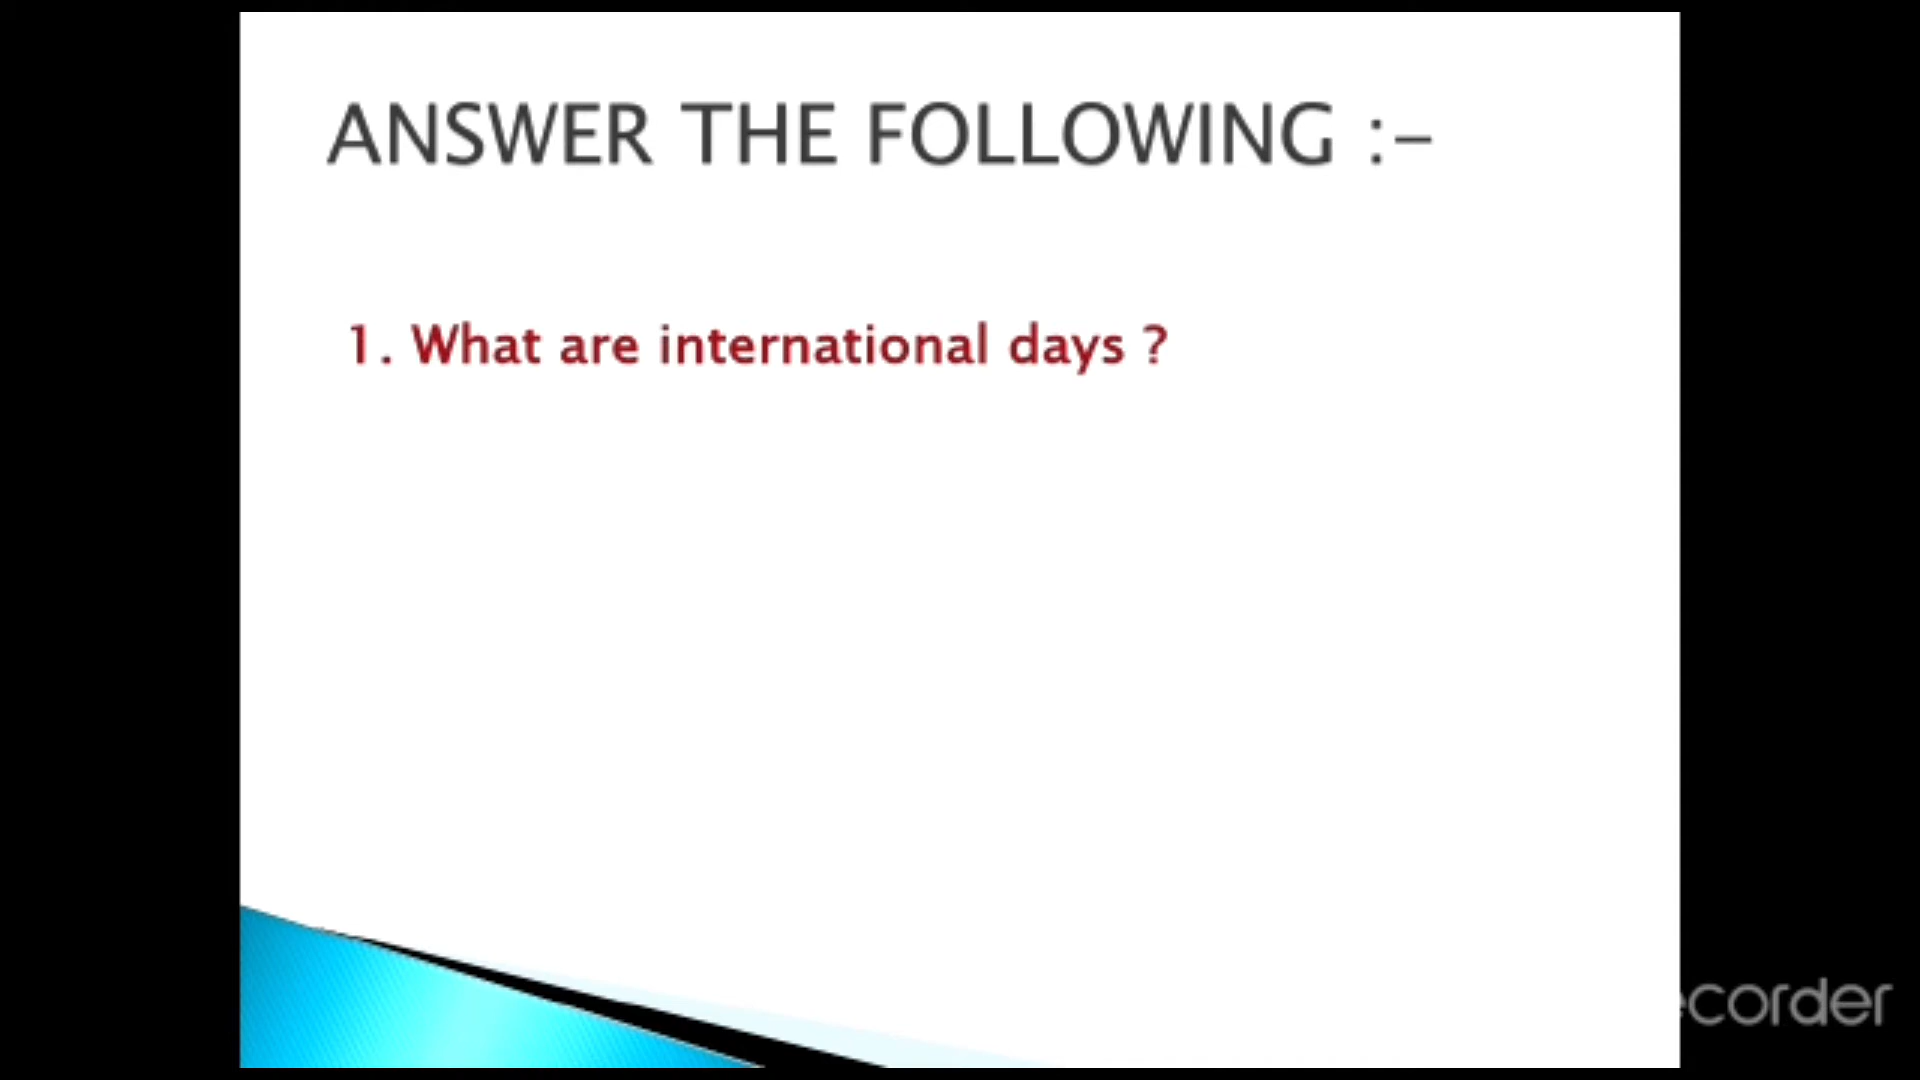 ANSWER THE FOLLOWING :-
1. What are international days ?
corder